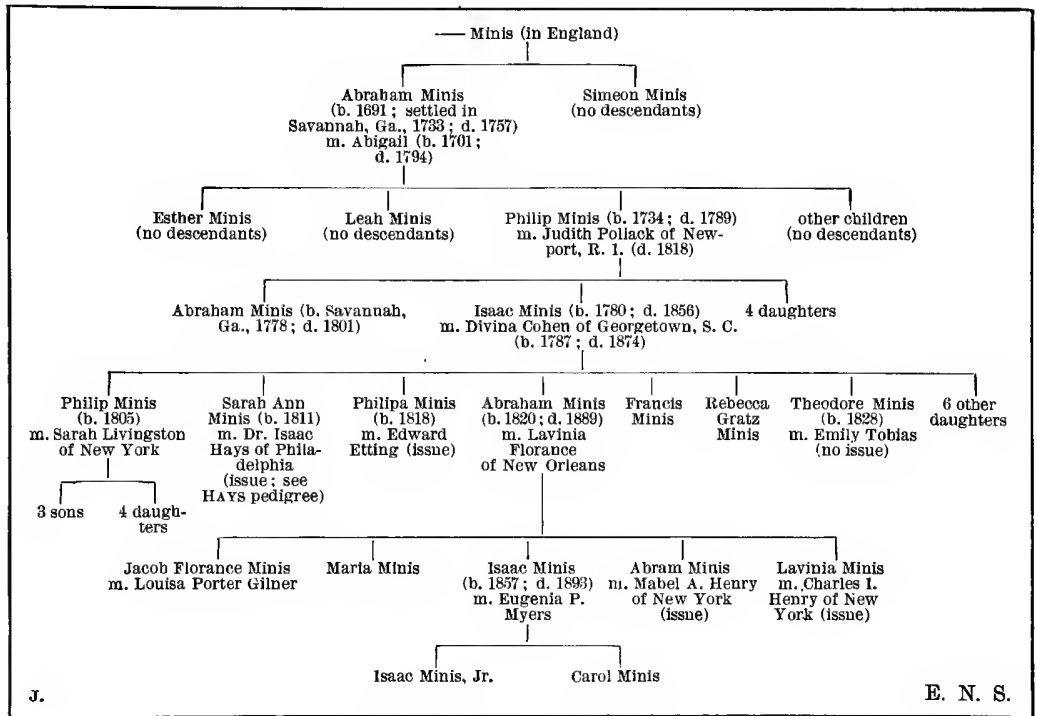 — Minis (in England)
Abraham Minis
(b. 1691; settled in
Savannah, Ga., 1733; d. 1757)
m. Abigail (b. 1701;
d. 1794)
Simeon Minis
(no descendants)
Esther Minis
(no descendants)
Leah Minis
(no descendants)
Philip Minis (b. 1734; d. 1789)
m. Judith Pollack of New-
port, R. I. (d. 1818)
other children
(no descendants)
Abraham Minis (b. Savannah,
Ga., 1778; d. 1801)
Isaac Minis (b. 1780; d. 1856)
m. Divina Cohen of Georgetown, S. C.
(b. 1787; d. 1874)
4 daughters
Philip Minis
(b. 1805)
m. Sarah Livingston
of New York
Sarah Ann
Minis (b. 1811)
m. Dr. Isaac
Hays of Phila-
delphia
(issue; see
HAYS pedigree)
Philipa Minis
(b. 1818)
m. Edward
Etting (issue)
Abraham Minis
(b. 1820; d. 1889)
m. Lavinia
Florance
of New Orleans
Francis
Minis
Rebecca
Gratz
Minis
Theodore Minis
(b. 1828)
m. Emily Tobias
(no issue)
6 other
daughters
3 sons
4 daugh-
ters
Jacob Florance Minis
m. Louisa Porter Gilner
Maria Minis
Isaac Minis
(b. 1857; d. 1893)
m. Eugenia P.
Myers
Abram Minis
m. Mabel A. Henry
of New York
(issue)
Lavinia Minis
m. Charles I.
Henry of New
York (issue)
Isaac Minis, Jr.
Carol Minis
J.
E. N. S.